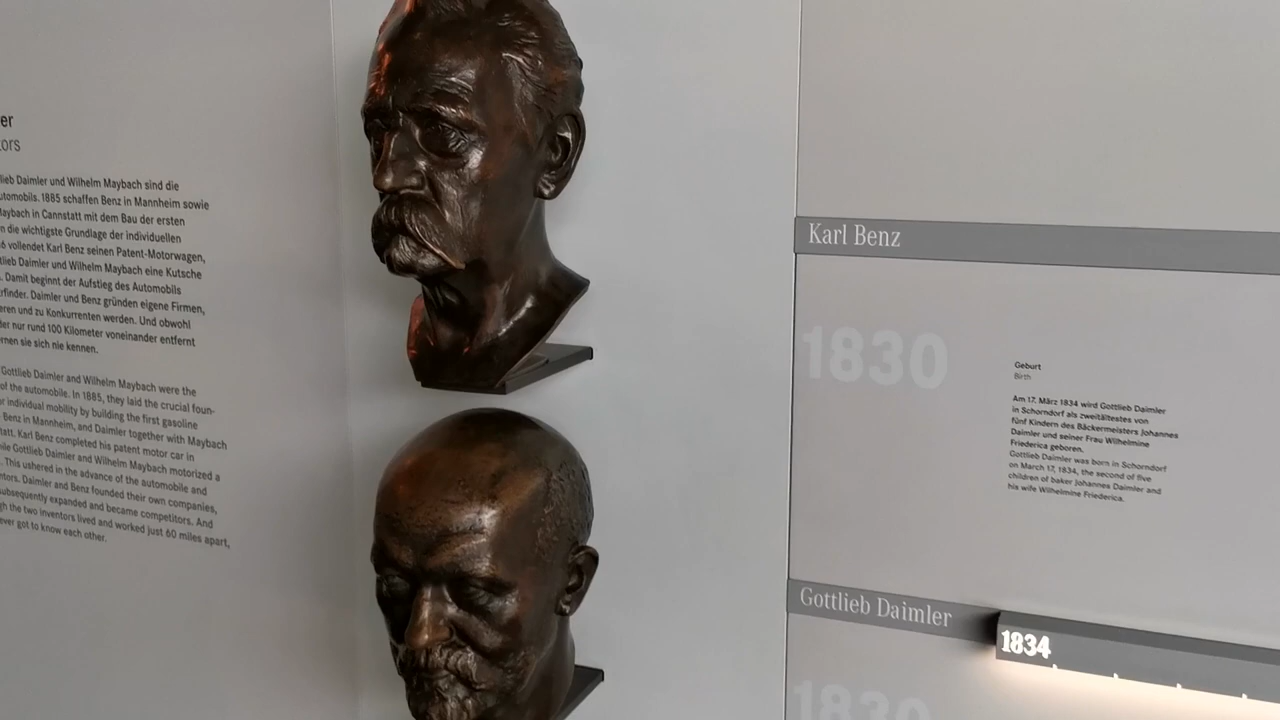 er
tors
lieb Daimler und Wilhelm Maybach sind die
utomobils. 1885 schaffen Benz in Mannheim sowie
Maybach in Cannstatt mit dem Bau der ersten
n die wichtigste Grundlage der individuellen
6 vollendet Karl Benz seinen Patent-Motorwagen,
tlieb Daimler und Wilhelm Maybach eine Kutsche
. Damit beginnt der Aufstieg des Automobils
rfinder. Daimler und Benz gründen eigene Firmen,
eren und zu Konkurrenten werden. Und obwohl
der nur rund 100 Kilometer voneinander entfernt
rnen sie sich nie kennen.
Gottlieb Daimler and Wilhelm Maybach were the
of the automobile. In 1885, they laid the crucial foun-
or individual mobility by building the first gasoline
Benz in Mannheim, and Daimler together with Maybach
tatt. Karl Benz completed his patent motor car in
ile Gottlieb Daimler and Wilhelm Maybach motorized a
. This ushered in the advance of the automobile and
ntors. Daimler and Benz founded their own companies,
subsequently expanded and became competitors. And
gh the two inventors lived and worked just 60 miles apart,
ever got to know each other.
Karl Benz
1830
Geburt
Birth
Am 17. März 1834 wird Gottlieb Daimler
in Schorndorf als zweitältestes von
fünf Kindern des Bäckermeisters Johannes
Daimler und seiner Frau Wilhelmine
Friederica geboren.
Gottlieb Daimler was born in Schorndorf
on March 17, 1834, the second of five
children of baker Johannes Daimler and
his wife Wilhelmine Friederica.
Gottlieb Daimler
1834
1830